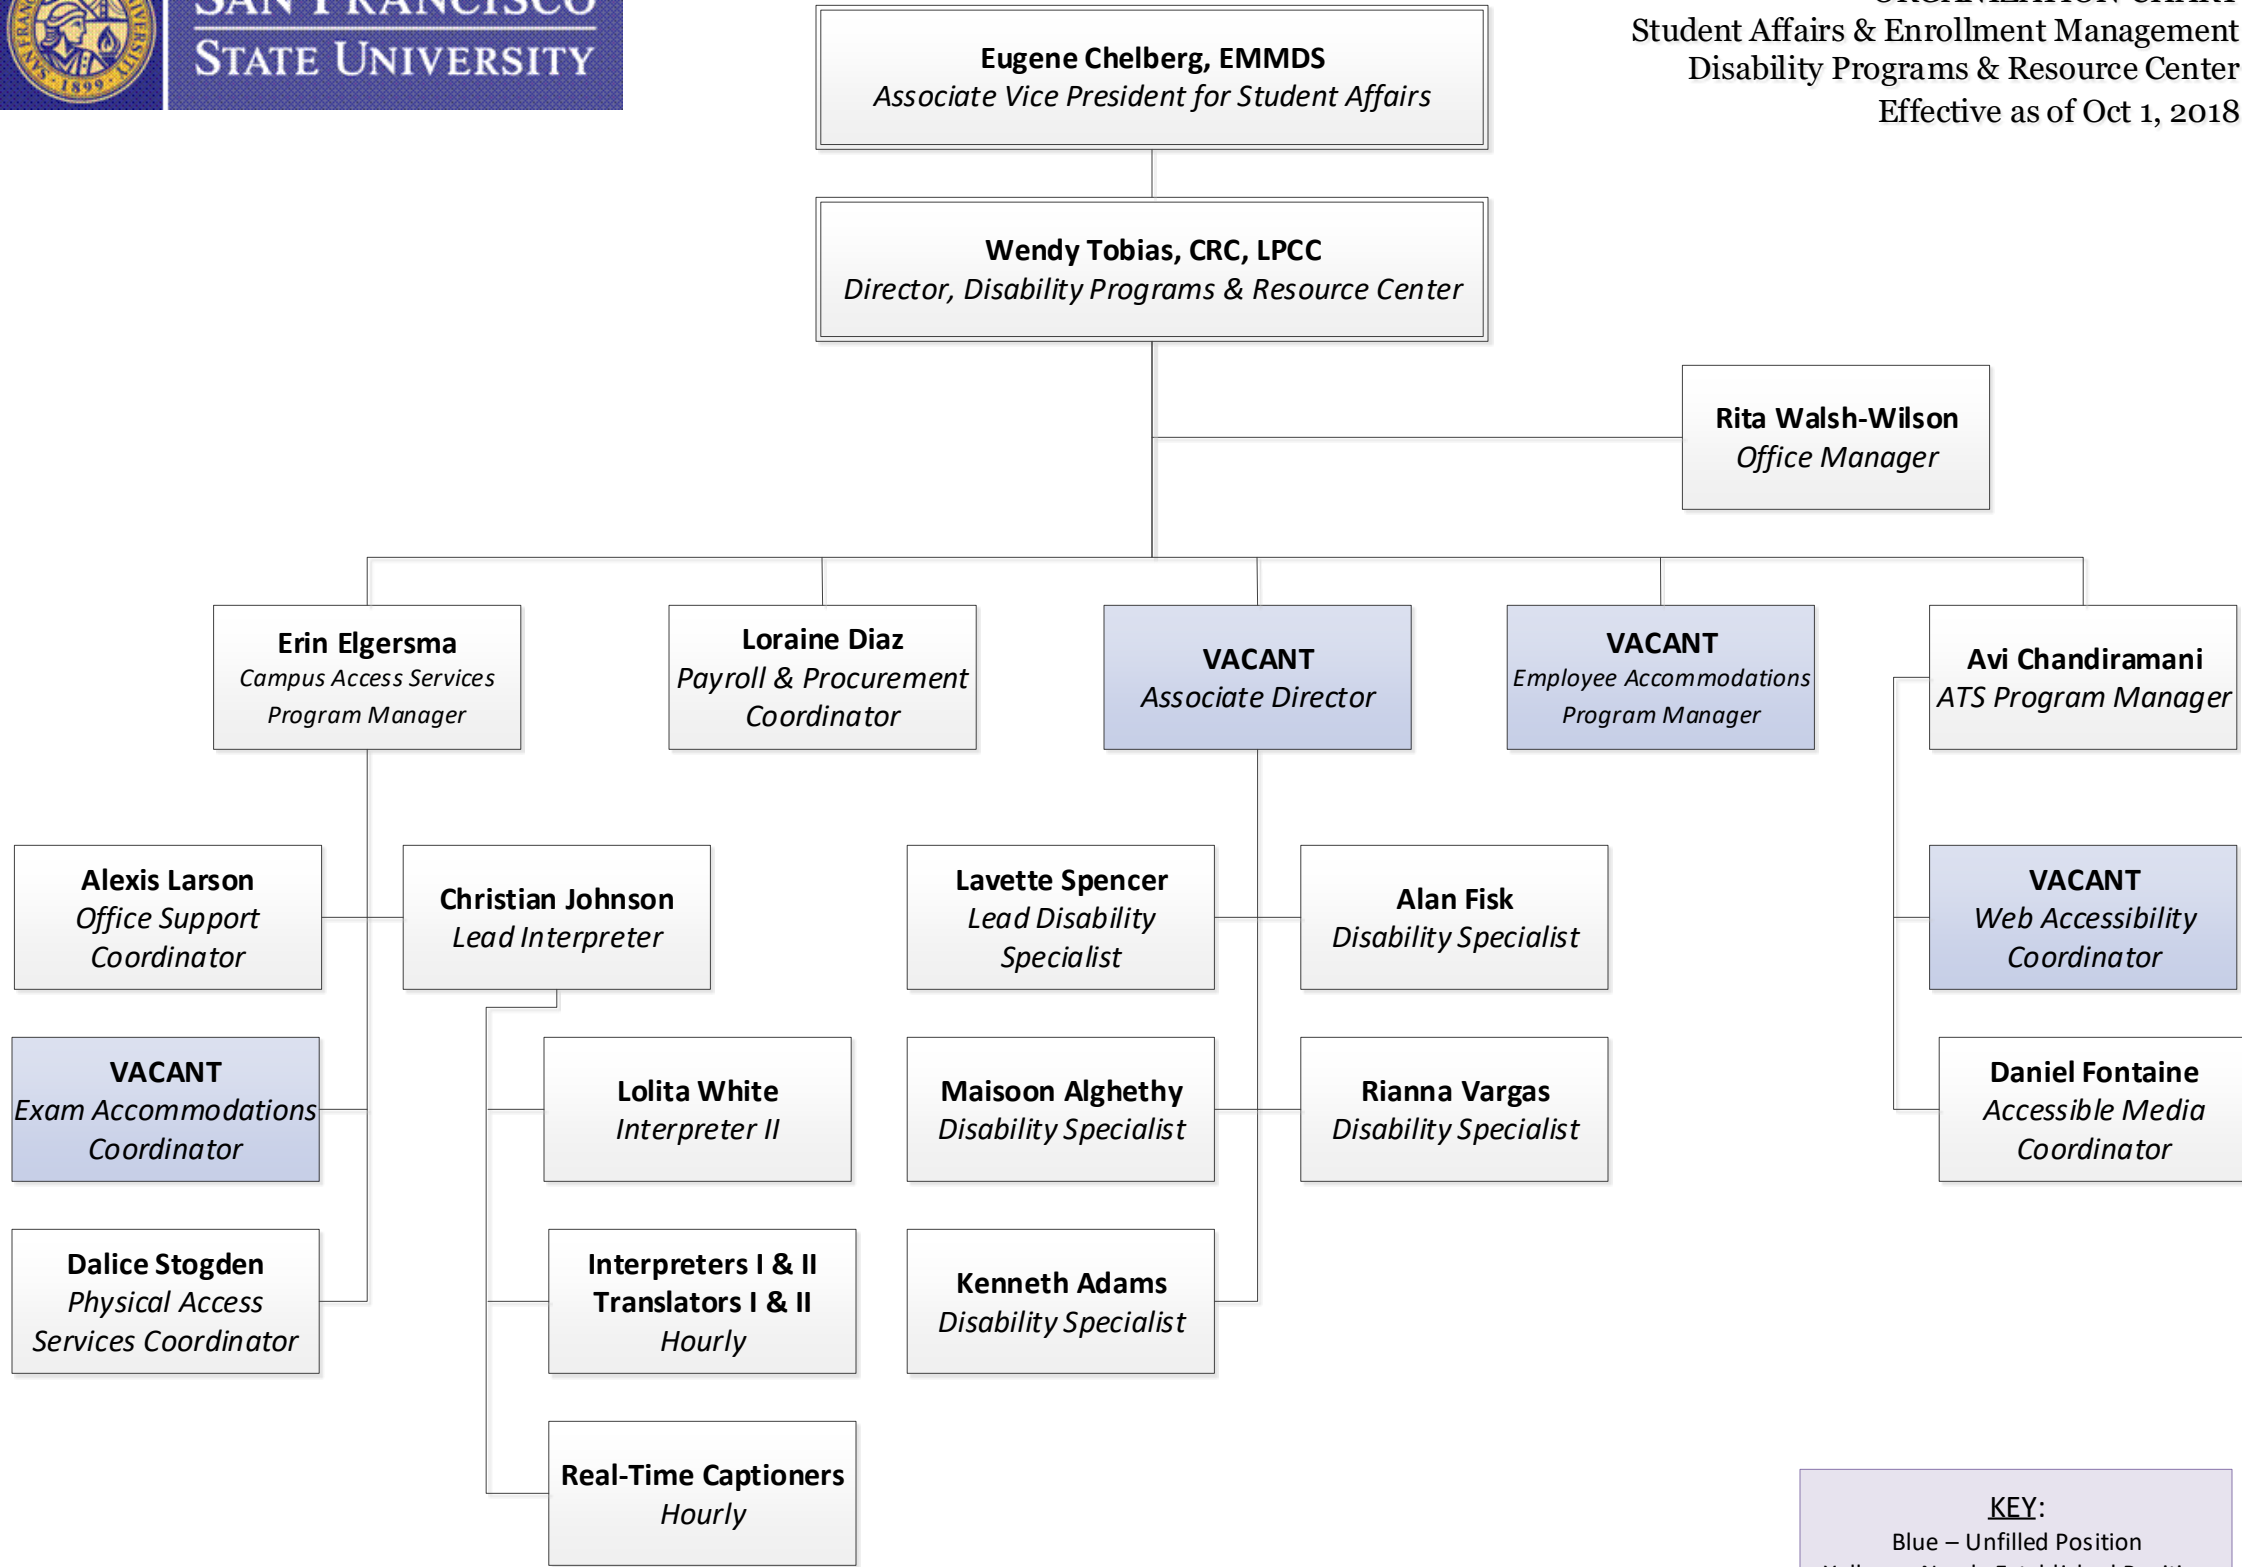 SAN FRANCISCO
STATE UNIVERSITY
1899
ORGANIZATION CHART
Student Affairs & Enrollment Management
Disability Programs & Resource Center
Effective as of Oct 1, 2018
Eugene Chelberg, EMMDS
Associate Vice President for Student Affairs
Wendy Tobias, CRC, LPCC
Director, Disability Programs & Resource Center
Rita Walsh-Wilson
Office Manager
Erin Elgersma
Campus Access Services
Program Manager
Loraine Diaz
Payroll & Procurement
Coordinator
VACANT
Associate Director
VACANT
Employee Accommodations
Program Manager
Avi Chandiramani
ATS Program Manager
Alexis Larson
Office Support
Coordinator
Christian Johnson
Lead Interpreter
Lavette Spencer
Lead Disability
Specialist
Alan Fisk
Disability Specialist
VACANT
Web Accessibility
Coordinator
VACANT
Exam Accommodations
Coordinator
Lolita White
Interpreter II
Maisoon Alghethy
Disability Specialist
Rianna Vargas
Disability Specialist
Daniel Fontaine
Accessible Media
Coordinator
Dalice Stogden
Physical Access
Services Coordinator
Interpreters I & II
Translators I & II
Hourly
Kenneth Adams
Disability Specialist
Real-Time Captioners
Hourly
KEY:
Blue – Unfilled Position